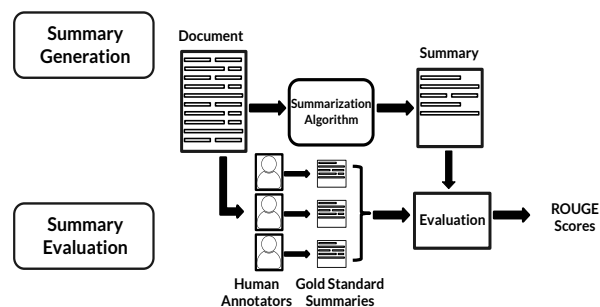 Summary
Generation
Document
Summary
Summarization
Algorithm
Summary
Evaluation
Evaluation
ROUGE
Scores
Human
Annotators
Gold Standard
Summaries